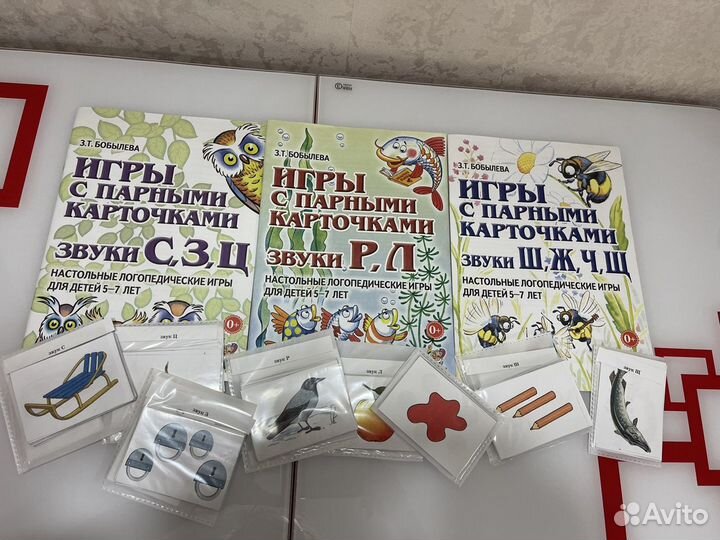 З.Т. БОБЫЛЕВА
ИГРЫ
С ПАРНЫМИ
КАРТОЧКАМИ
ЗВУКИ С, З, Ц
НАСТОЛЬНЫЕ ЛОГОПЕДИЧЕСКИЕ ИГРЫ
ДЛЯ ДЕТЕЙ 5–7 ЛЕТ
0+
З.Т. БОБЫЛЕВА
ИГРЫ
С ПАРНЫМИ
КАРТОЧКАМИ
ЗВУКИ Р, Л
НАСТОЛЬНЫЕ ЛОГОПЕДИЧЕСКИЕ ИГРЫ
ДЛЯ ДЕТЕЙ 5–7 ЛЕТ
0+
З.Т. БОБЫЛЕВА
ИГРЫ
С ПАРНЫМИ
КАРТОЧКАМИ
ЗВУКИ Ш, Ж, Ч, Щ
НАСТОЛЬНЫЕ ЛОГОПЕДИЧЕСКИЕ ИГРЫ
ДЛЯ ДЕТЕЙ 5–7 ЛЕТ
0+
звук С
звук Ц
звук Р
звук Л
звук Ш
звук Щ
звук
Avito